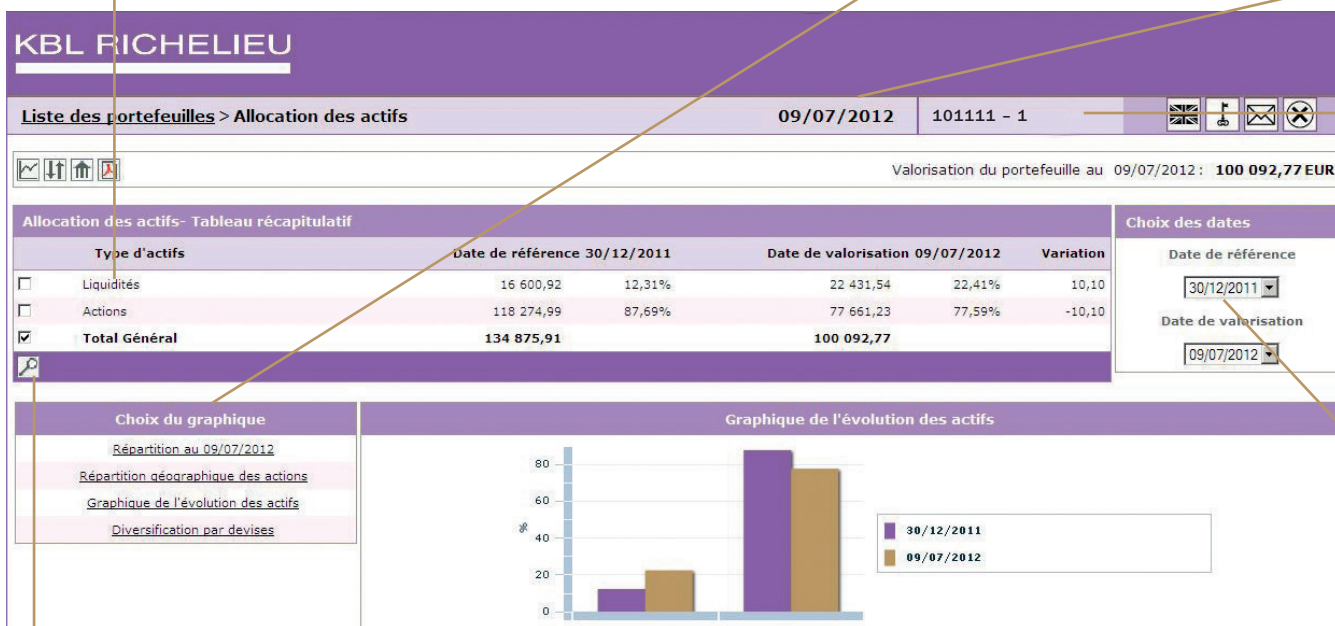 KBL RICHELIEU
Liste des portefeuilles > Allocation des actifs 09/07/2012 101111 - 1
Valorisation du portefeuille au 09/07/2012 : 100 092,77 EUR
Allocation des actifs- Tableau récapitulatif
Type d'actifs Date de référence 30/12/2011 Date de valorisation 09/07/2012 Variation
Liquidités 16 600,92 12,31% 22 431,54 22,41% 10,10
Actions 118 274,99 87,69% 77 661,23 77,59% -10,10
Total Général 134 875,91 100 092,77
Choix des dates
Date de référence
30/12/2011
Date de valorisation
09/07/2012
Choix du graphique
Répartition au 09/07/2012
Répartition géographique des actions
Graphique de l'évolution des actifs
Diversification par devises
Graphique de l'évolution des actifs
80
60
%
40
20
0
30/12/2011
09/07/2012